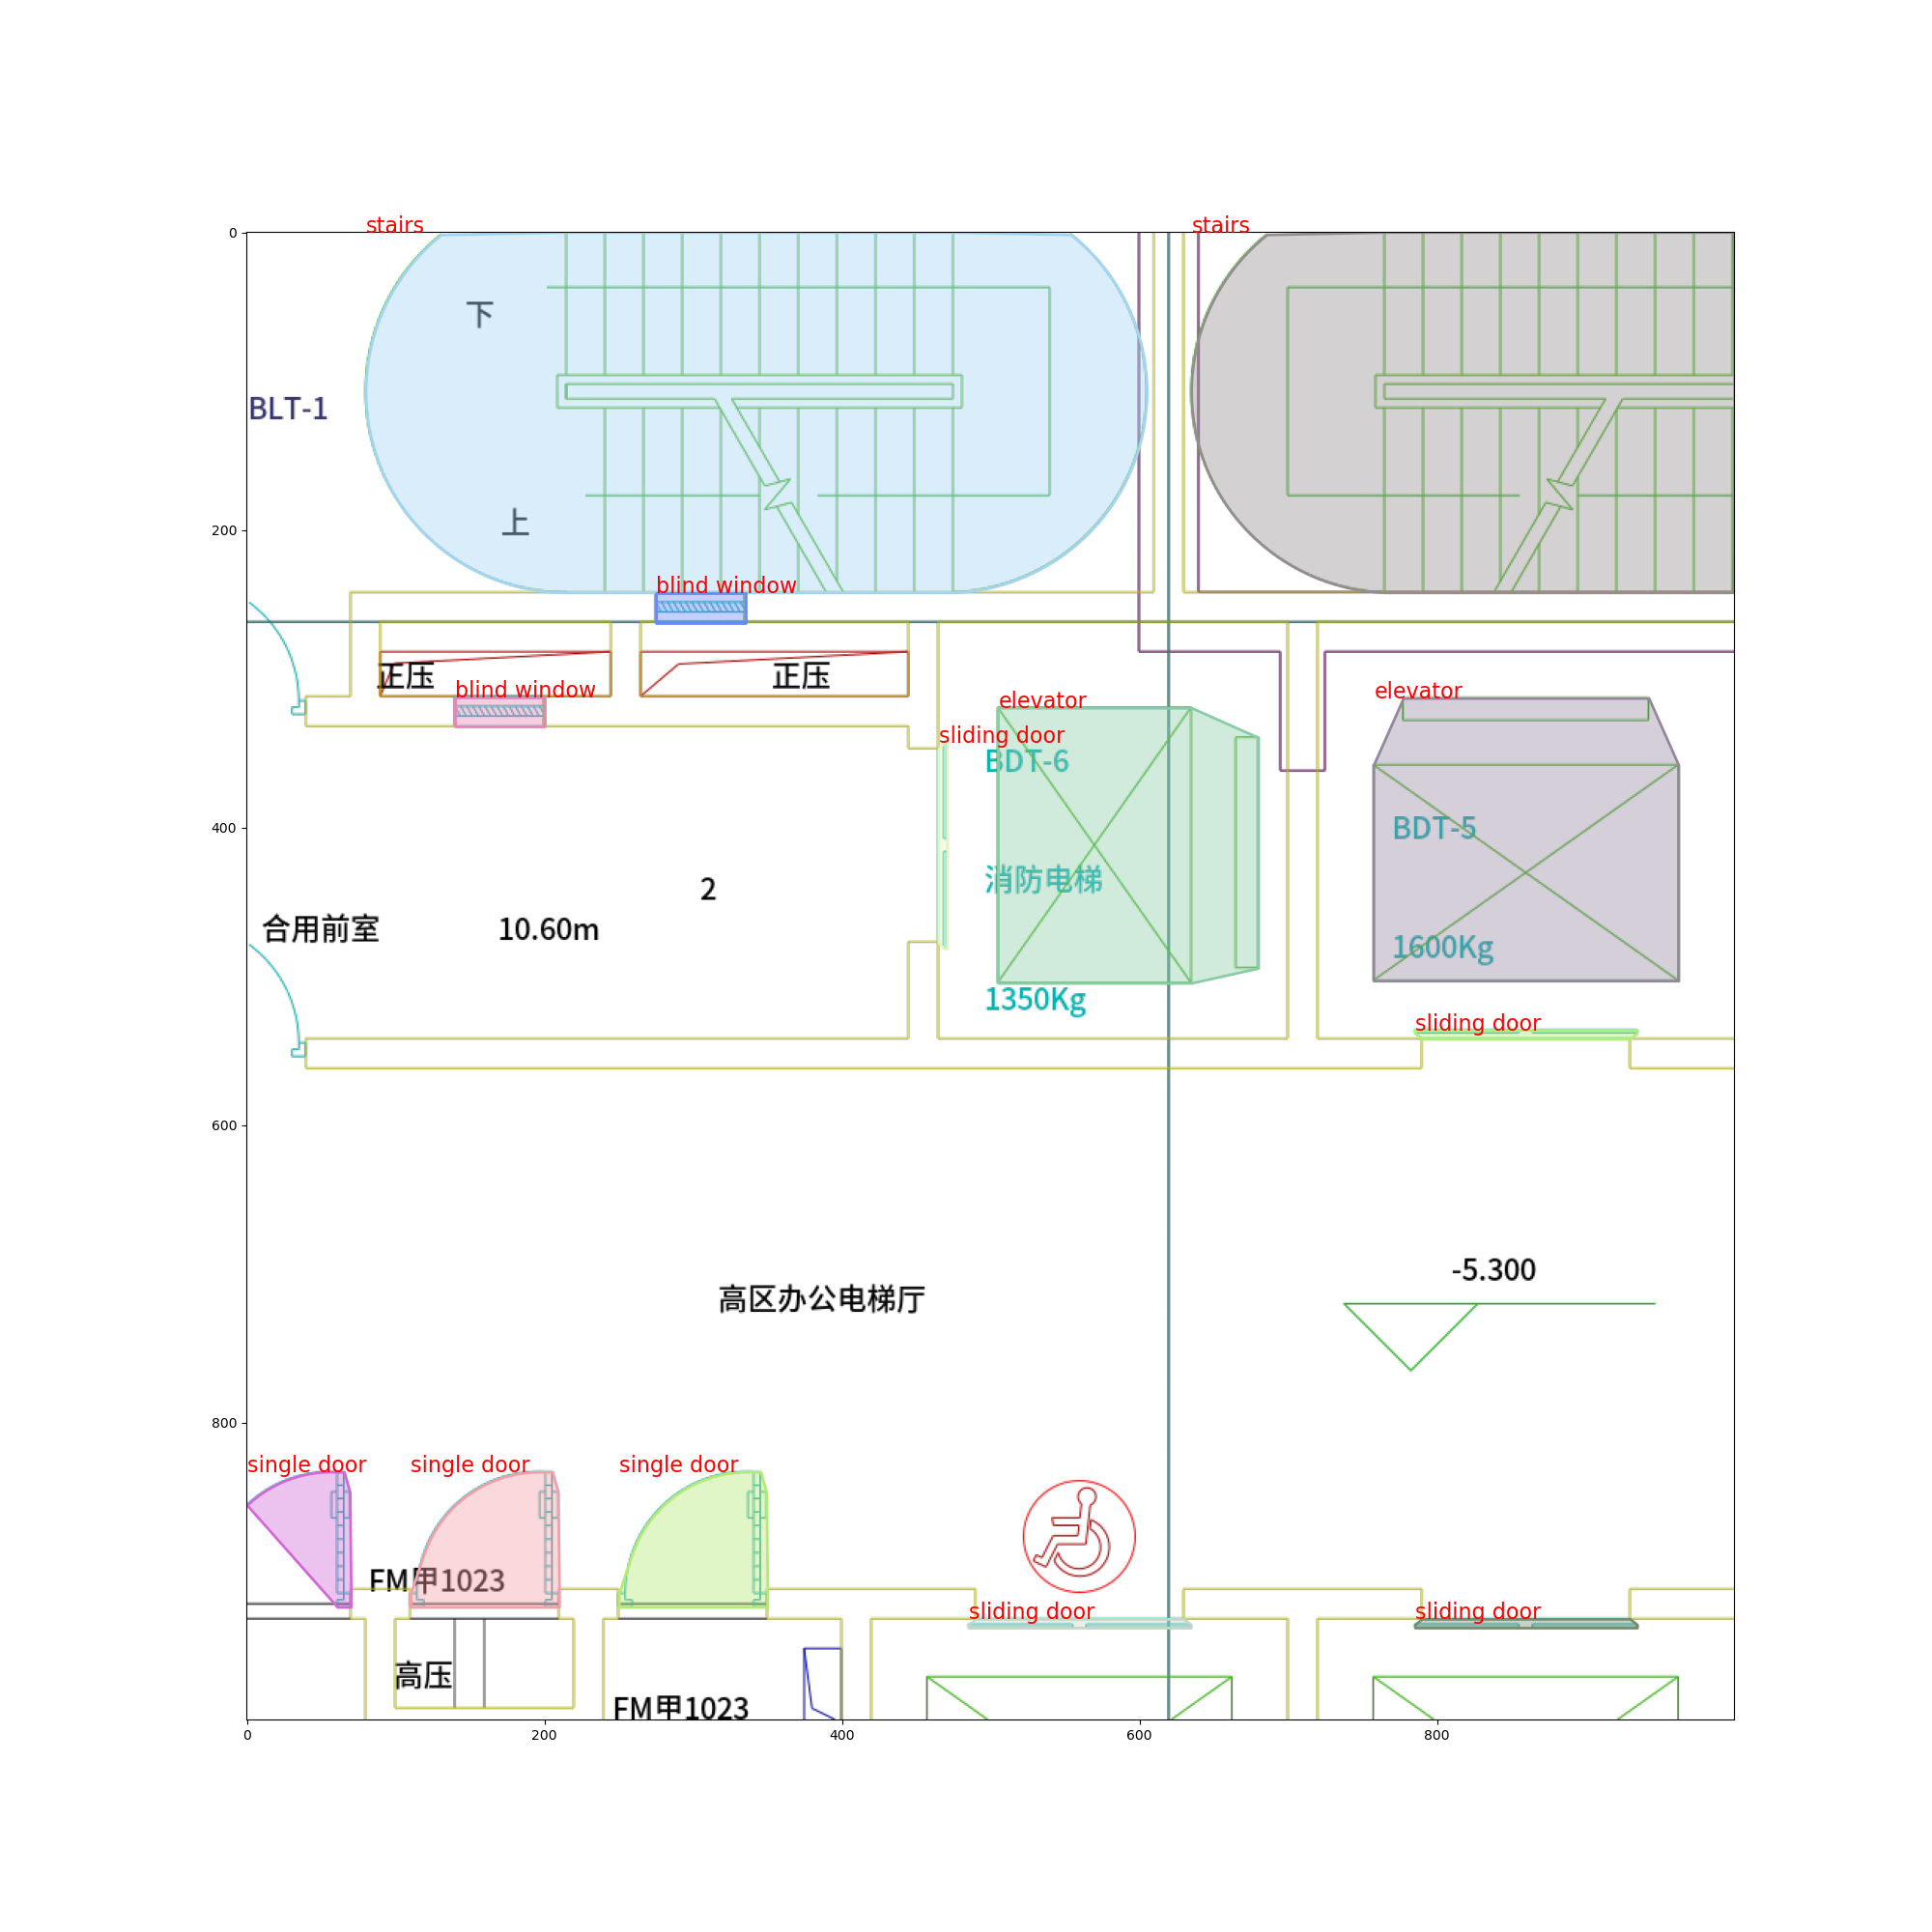 stairs
stairs
0
下
BLT-1
上
200
blind window
正压
正压
blind window
elevator
elevator
sliding door
BDT-6
400
BDT-5
消防电梯
2
合用前室
10.60m
1600Kg
1350Kg
sliding door
600
-5.300
高区办公电梯厅
800
single door
single door
single door
FM甲1023
sliding door
sliding door
高压
FM甲1023
0
200
400
600
800